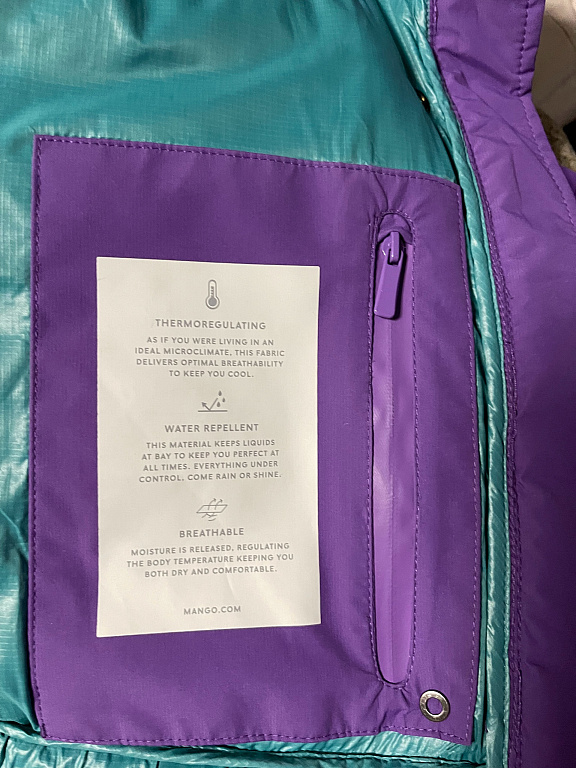 THERMOREGULATING
AS IF YOU WERE LIVING IN AN
IDEAL MICROCLIMATE, THIS FABRIC
DELIVERS OPTIMAL BREATHABILITY
TO KEEP YOU COOL.
WATER REPELLENT
THIS MATERIAL KEEPS LIQUIDS
AT BAY TO KEEP YOU PERFECT AT
ALL TIMES. EVERYTHING UNDER
CONTROL, COME RAIN OR SHINE.
BREATHABLE
MOISTURE IS RELEASED, REGULATING
THE BODY TEMPERATURE KEEPING YOU
BOTH DRY AND COMFORTABLE.
MANGO.COM